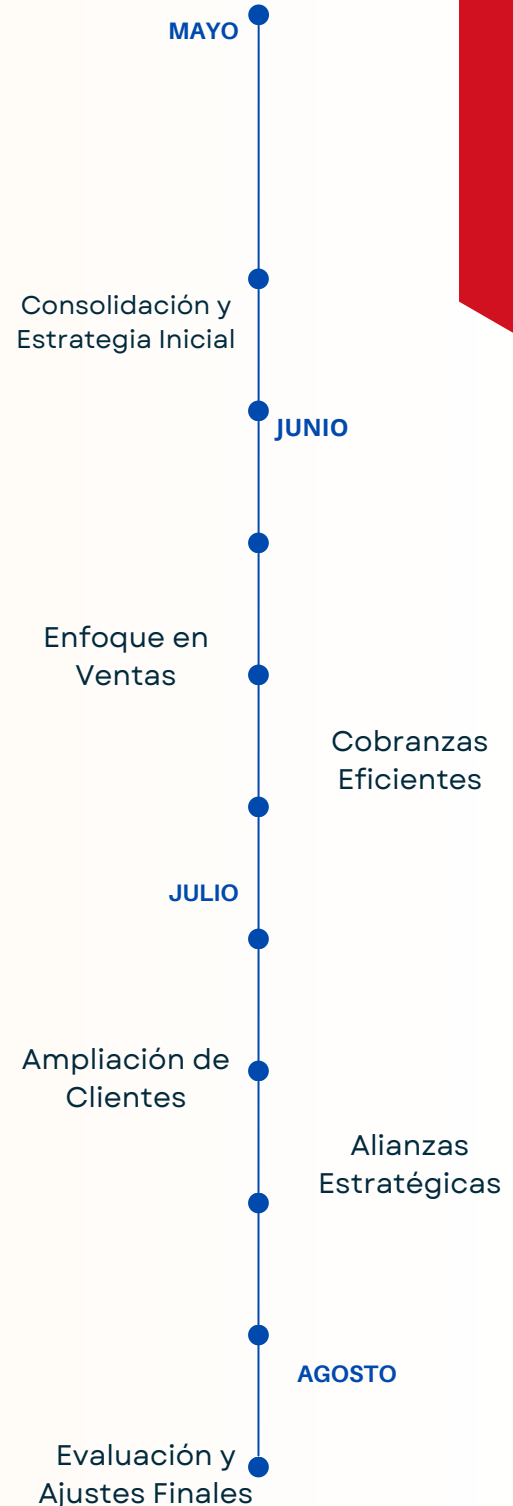 MAYO
Consolidación y
Estrategia Inicial
JUNIO
Enfoque en
Ventas
Cobranzas
Eficientes
JULIO
Ampliación de
Clientes
Alianzas
Estratégicas
AGOSTO
Evaluación y
Ajustes Finales